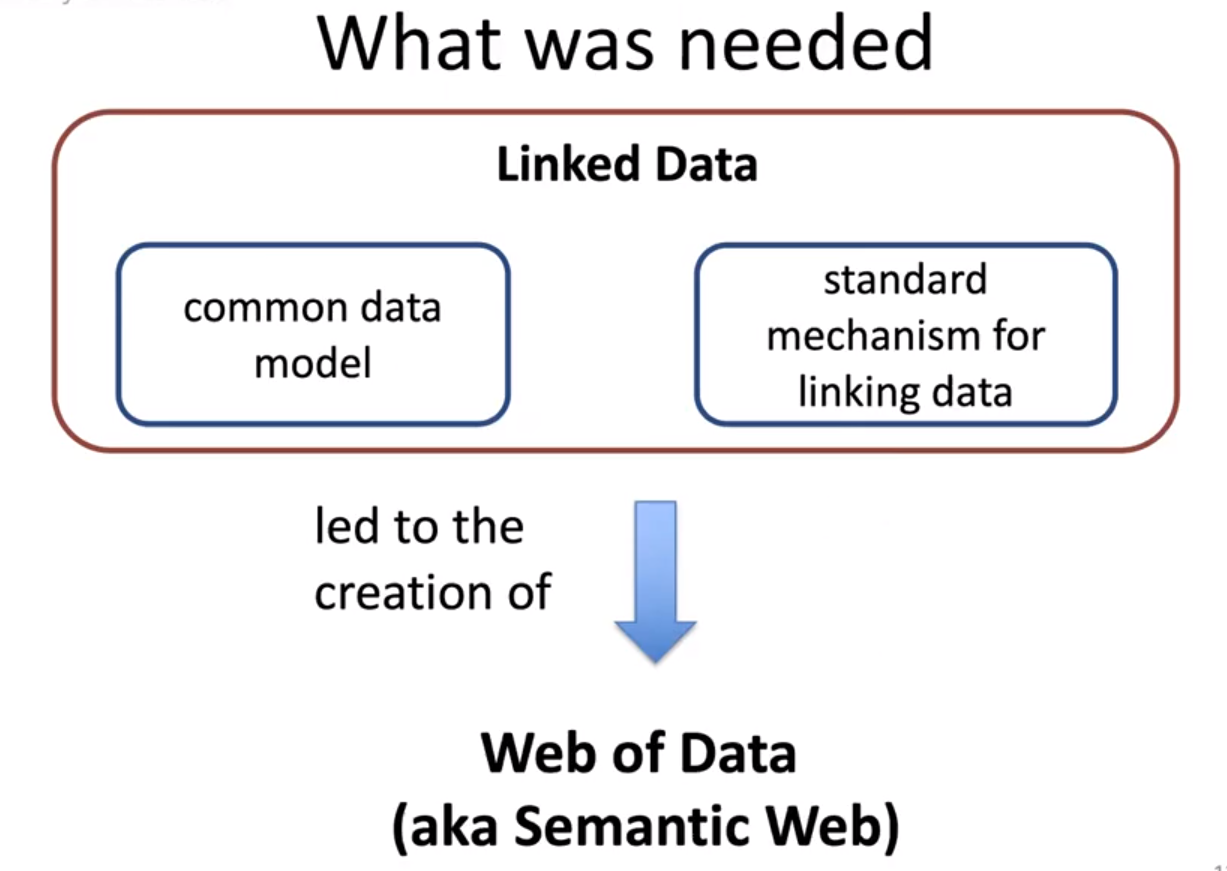 What was needed
Linked Data
common data
model
standard
mechanism for
linking data
led to the
creation of
Web of Data
(aka Semantic Web)